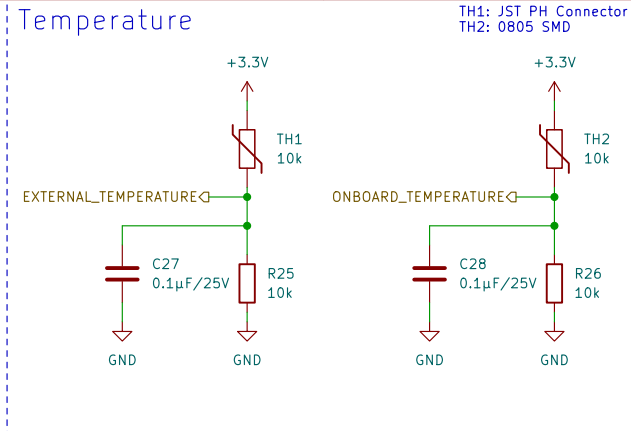 Temperature
TH1: JST PH Connector
TH2: 0805 SMD
+3.3V
+3.3V
TH1
10k
TH2
10k
EXTERNAL_TEMPERATURE
ONBOARD_TEMPERATURE
C27
0.1µF/25V
R25
10k
C28
0.1µF/25V
R26
10k
GND
GND
GND
GND